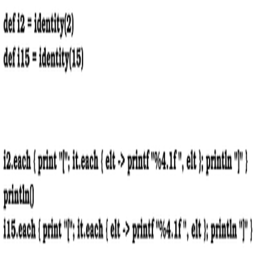 def i2 = identity(2)
def i15 = identity(15)
i2.each { print "["; it.each { elt -> printf "%4.1f ", elt }; println "]" }
println()
i15.each { print "["; it.each { elt -> printf "%4.1f ", elt }; println "]" }